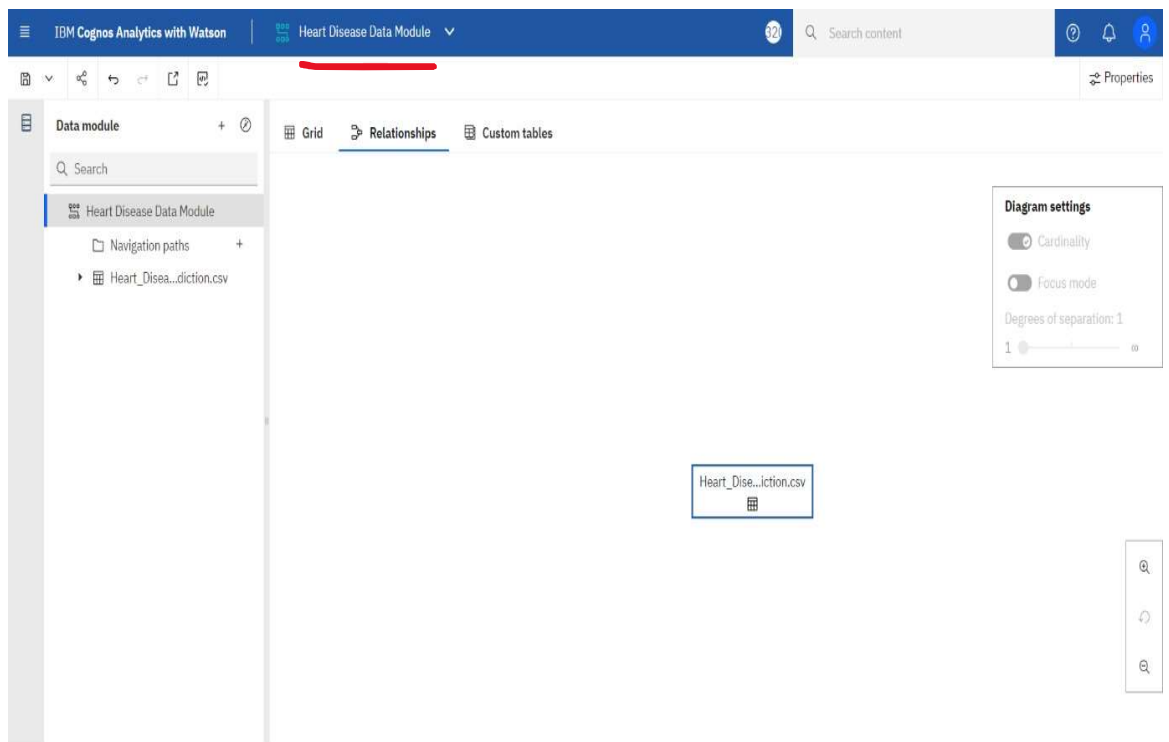 IBM Cognos Analytics with Watson
Heart Disease Data Module
Search content
Properties
Data module
Search
Heart Disease Data Module
Navigation paths
Heart_Disea...diction.csv
Grid
Relationships
Custom tables
Diagram settings
Cardinality
Focus mode
Degrees of separation: 1
1 ∞
Heart_Dise...iction.csv